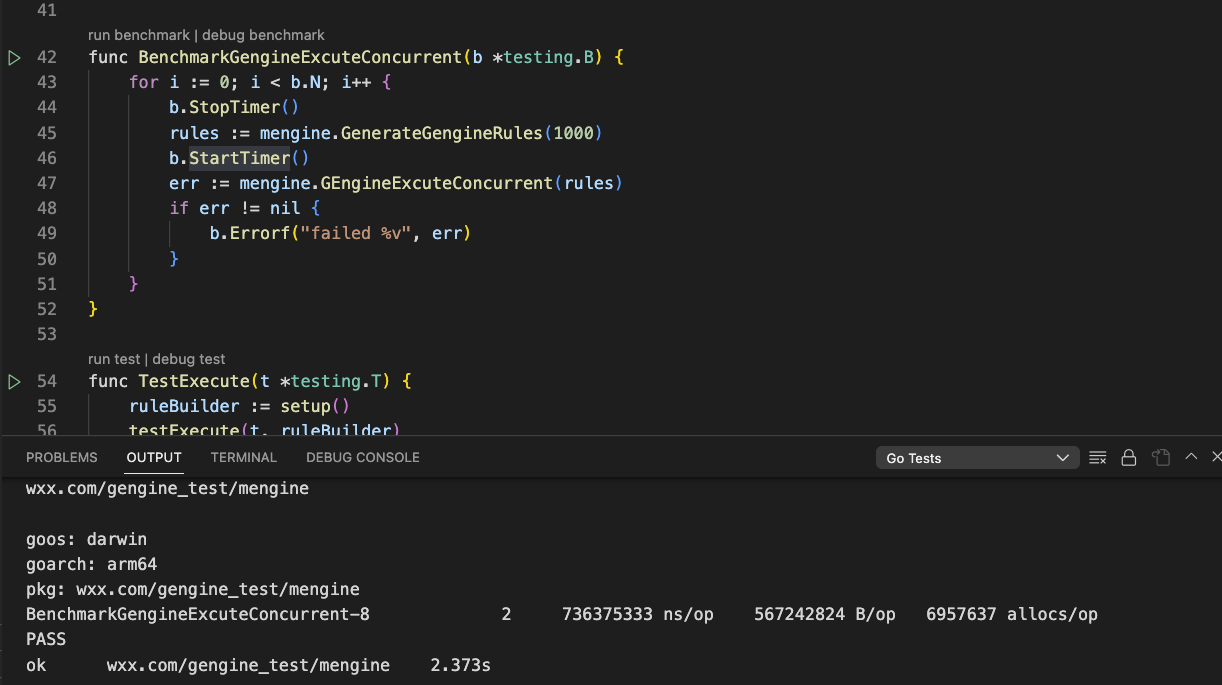 41
run benchmark | debug benchmark
42 func BenchmarkGengineExcuteConcurrent(b *testing.B) {
43 for i := 0; i < b.N; i++ {
44 b.StopTimer()
45 rules := mengine.GenerateGengineRules(1000)
46 b.StartTimer()
47 err := mengine.GEngineExcuteConcurrent(rules)
48 if err != nil {
49 b.Errorf("failed %v", err)
50 }
51 }
52 }
53
run test | debug test
54 func TestExecute(t *testing.T) {
55 ruleBuilder := setup()
56 testExecute(t, ruleBuilder)
PROBLEMS OUTPUT TERMINAL DEBUG CONSOLE Go Tests
wxx.com/gengine_test/mengine
goos: darwin
goarch: arm64
pkg: wxx.com/gengine_test/mengine
BenchmarkGengineExcuteConcurrent-8 2 736375333 ns/op 567242824 B/op 6957637 allocs/op
PASS
ok wxx.com/gengine_test/mengine 2.373s